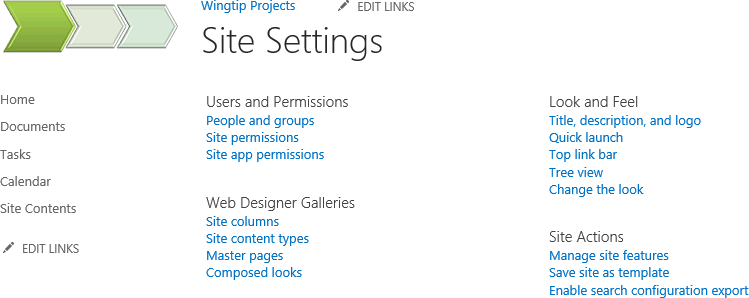 Wingtip Projects
EDIT LINKS
Site Settings
Home
Documents
Tasks
Calendar
Site Contents
EDIT LINKS
Users and Permissions
People and groups
Site permissions
Site app permissions
Web Designer Galleries
Site columns
Site content types
Master pages
Composed looks
Look and Feel
Title, description, and logo
Quick launch
Top link bar
Tree view
Change the look
Site Actions
Manage site features
Save site as template
Enable search configuration export